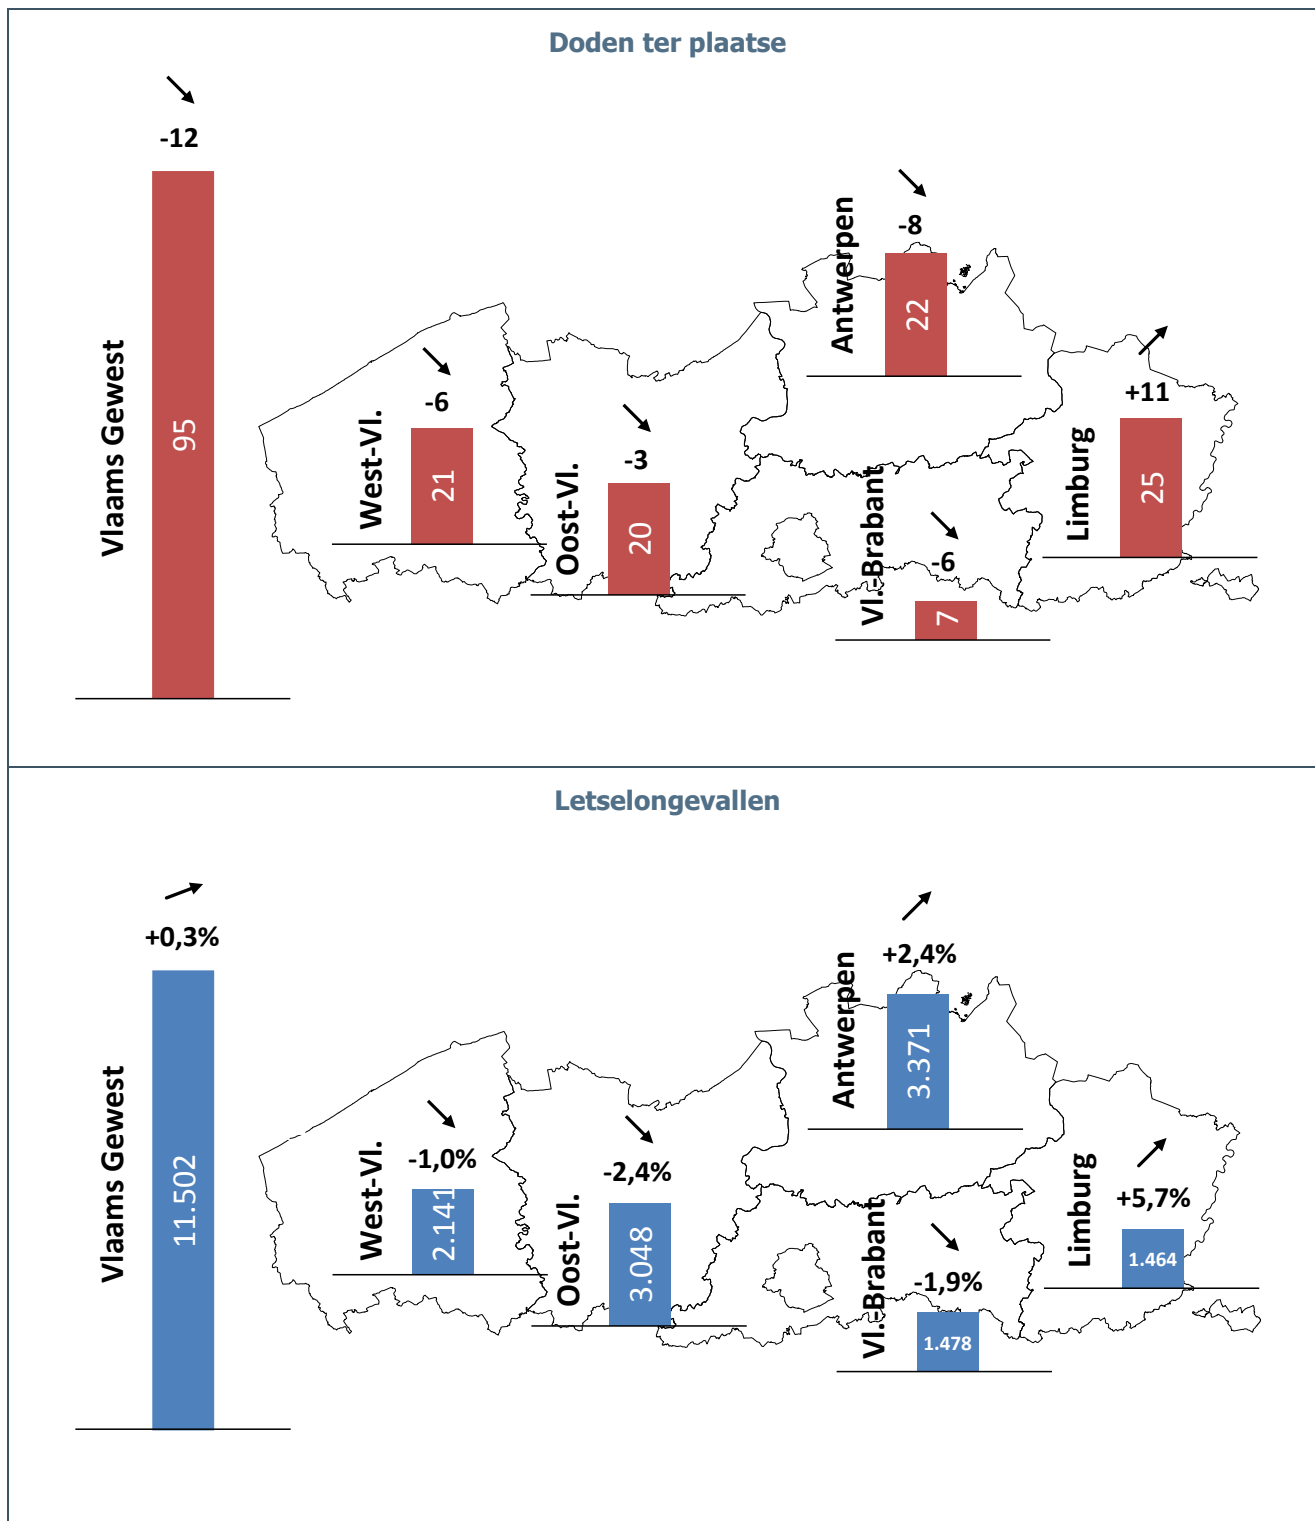 Doden ter plaatse
-12
Vlaams Gewest
95
-6
West-Vl.
21
-3
Oost-Vl.
20
-8
Antwerpen
22
-6
Vl.-Brabant
7
+11
Limburg
25
Letselongevallen
+0,3%
Vlaams Gewest
11.502
-1,0%
West-Vl.
2.141
-2,4%
Oost-Vl.
3.048
+2,4%
Antwerpen
3.371
-1,9%
Vl.-Brabant
1.478
+5,7%
Limburg
1.464